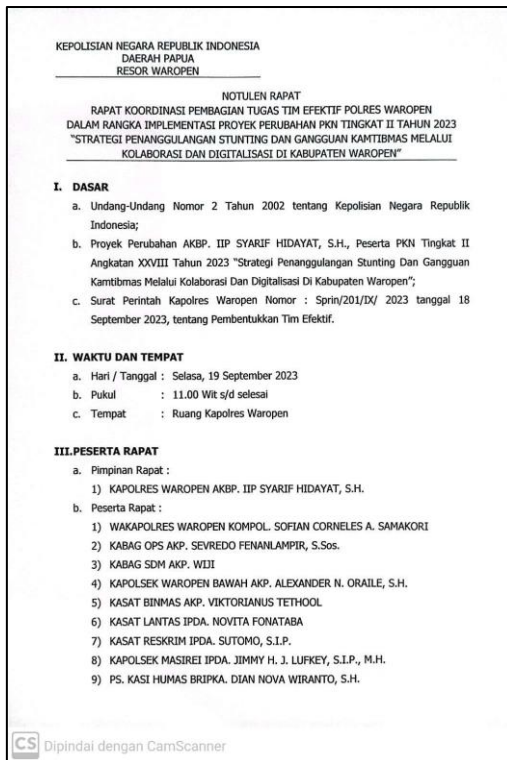 KEPOLISIAN NEGARA REPUBLIK INDONESIA
DAERAH PAPUA
RESOR WAROPEN
NOTULEN RAPAT
RAPAT KOORDINASI PEMBAGIAN TUGAS TIM EFEKTIF POLRES WAROPEN
DALAM RANGKA IMPLEMENTASI PROYEK PERUBAHAN PKN TINGKAT II TAHUN 2023
"STRATEGI PENANGGULANGAN STUNTING DAN GANGGUAN KAMTIBMAS MELALUI
KOLABORASI DAN DIGITALISASI DI KABUPATEN WAROPEN"
I. DASAR
a. Undang-Undang Nomor 2 Tahun 2002 tentang Kepolisian Negara Republik
Indonesia;
b. Proyek Perubahan AKBP. IIP SYARIF HIDAYAT, S.H., Peserta PKN Tingkat II
Angkatan XXVIII Tahun 2023 "Strategi Penanggulangan Stunting Dan Gangguan
Kamtibmas Melalui Kolaborasi Dan Digitalisasi Di Kabupaten Waropen";
c. Surat Perintah Kapolres Waropen Nomor : Sprin/201/IX/ 2023 tanggal 18
September 2023, tentang Pembentukkan Tim Efektif.
II. WAKTU DAN TEMPAT
a. Hari / Tanggal : Selasa, 19 September 2023
b. Pukul : 11.00 Wit s/d selesai
c. Tempat : Ruang Kapolres Waropen
III.PESERTA RAPAT
a. Pimpinan Rapat :
1) KAPOLRES WAROPEN AKBP. IIP SYARIF HIDAYAT, S.H.
b. Peserta Rapat :
1) WAKAPOLRES WAROPEN KOMPOL. SOFIAN CORNELES A. SAMAKORI
2) KABAG OPS AKP. SEVREDO FENANLAMPIR, S.Sos.
3) KABAG SDM AKP. WIJI
4) KAPOLSEK WAROPEN BAWAH AKP. ALEXANDER N. ORAILE, S.H.
5) KASAT BINMAS AKP. VIKTORIANUS TETHOOL
6) KASAT LANTAS IPDA. NOVITA FONATABA
7) KASAT RESKRIM IPDA. SUTOMO, S.I.P.
8) KAPOLSEK MASIREI IPDA. JIMMY H. J. LUFKEY, S.I.P., M.H.
9) PS. KASI HUMAS BRIPKA. DIAN NOVA WIRANTO, S.H.
CS Dipindai dengan CamScanner